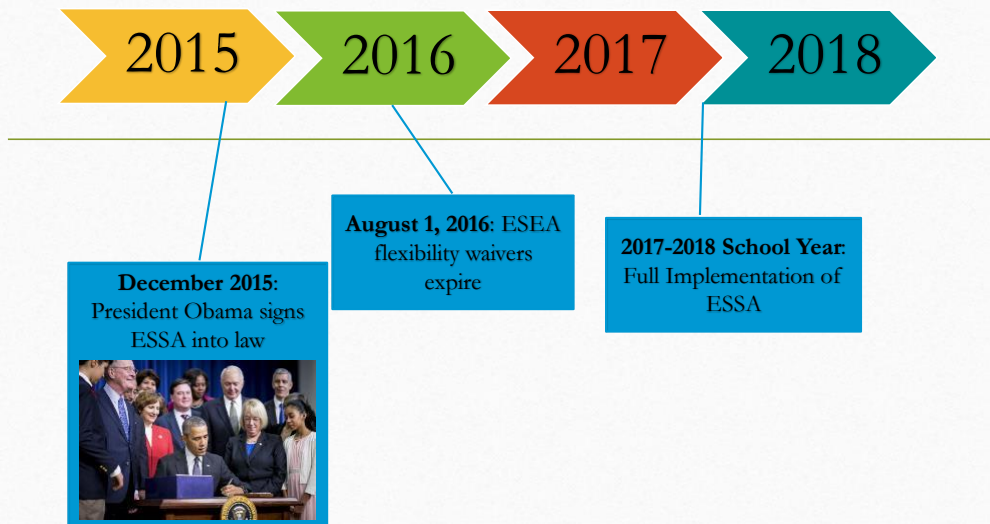 2015
2016
2017
2018
December 2015:
President Obama signs
ESSA into law
August 1, 2016: ESEA
flexibility waivers
expire
2017-2018 School Year:
Full Implementation of
ESSA